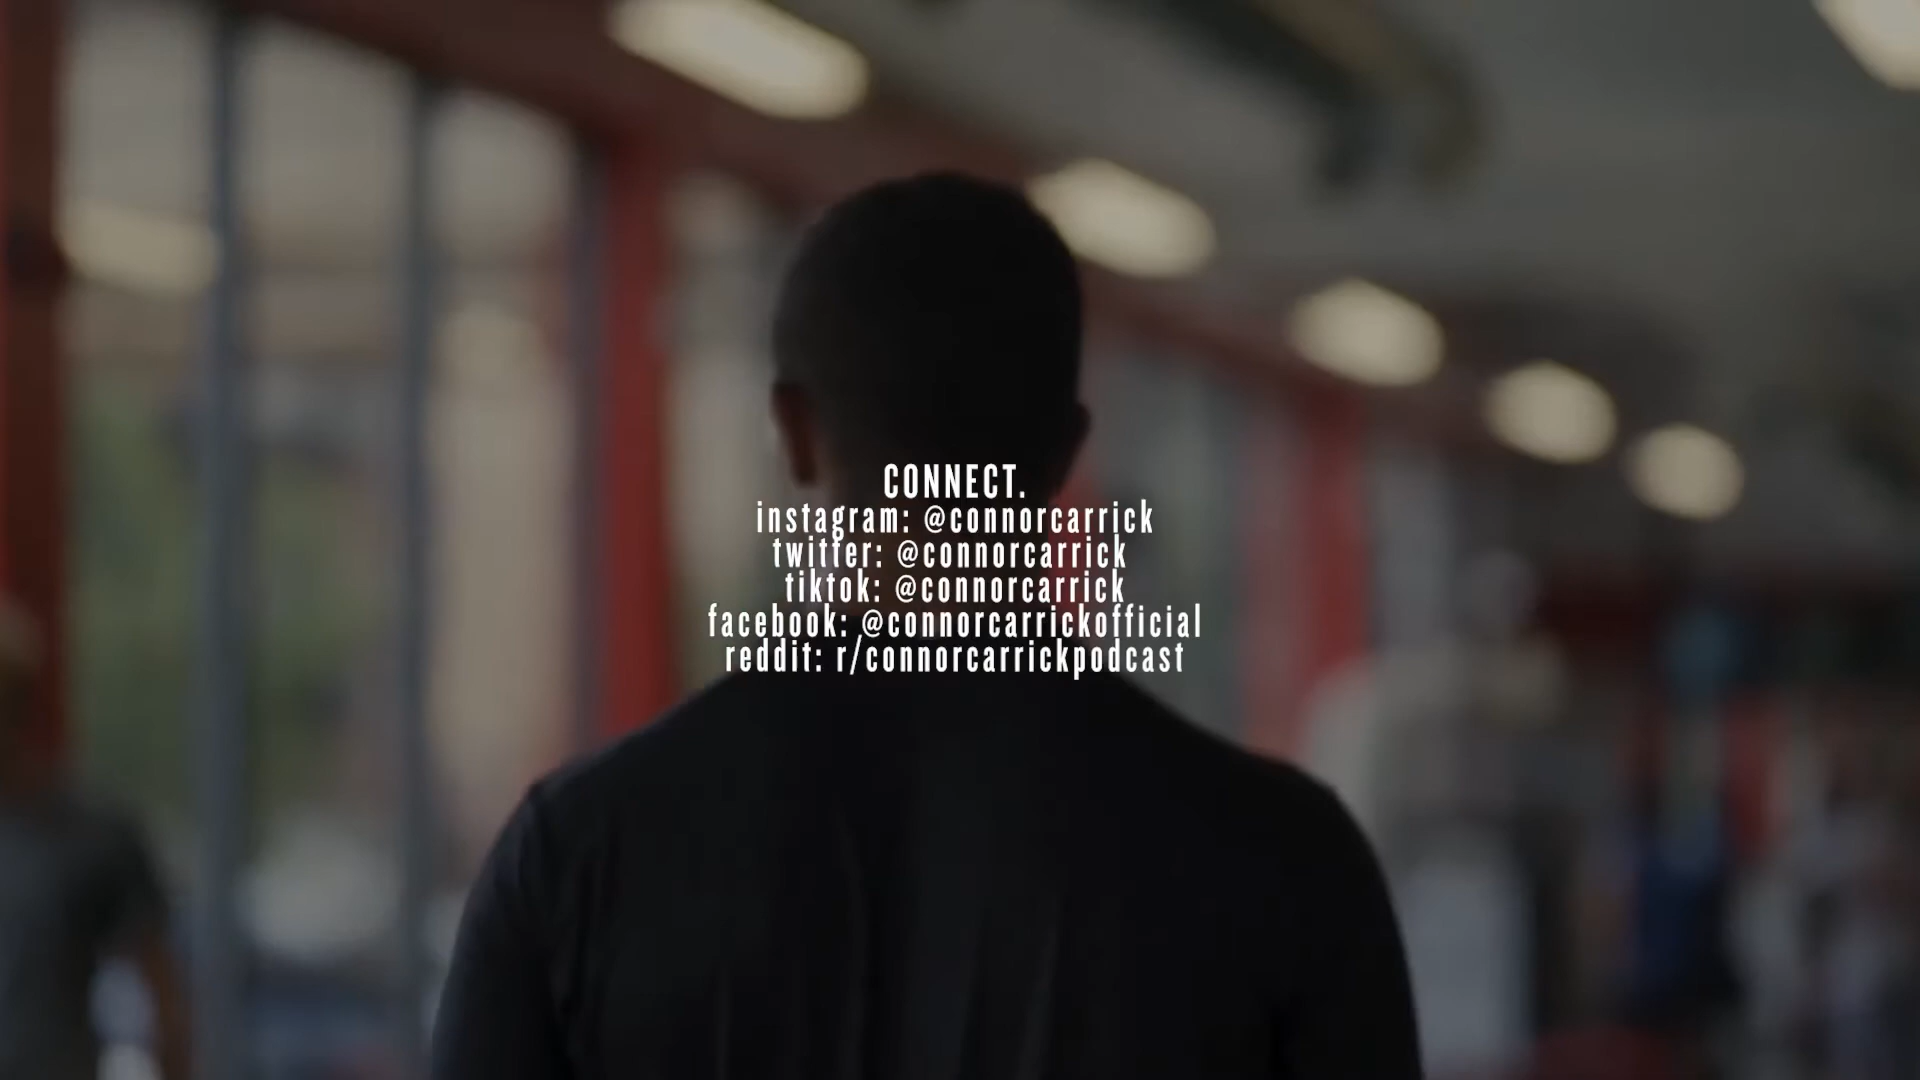 CONNECT.
instagram: @connorcarrick
twitter: @connorcarrick
tiktok: @connorcarrick
facebook: @connorcarrickofficial
reddit: r/connorcarrickpodcast